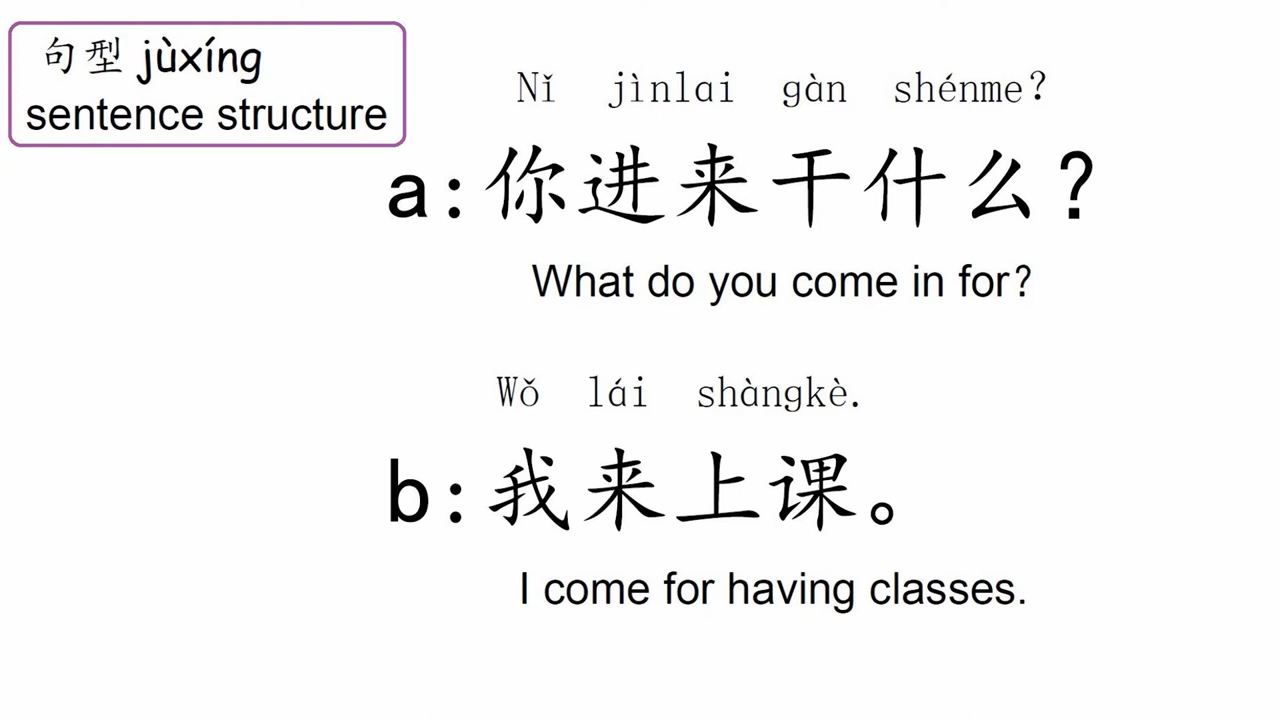 句型 jùxíng
sentence structure
Nǐ jìnlai gàn shénme?
a:你进来干什么?
What do you come in for?
Wǒ lái shàngkè.
b:我来上课。
I come for having classes.